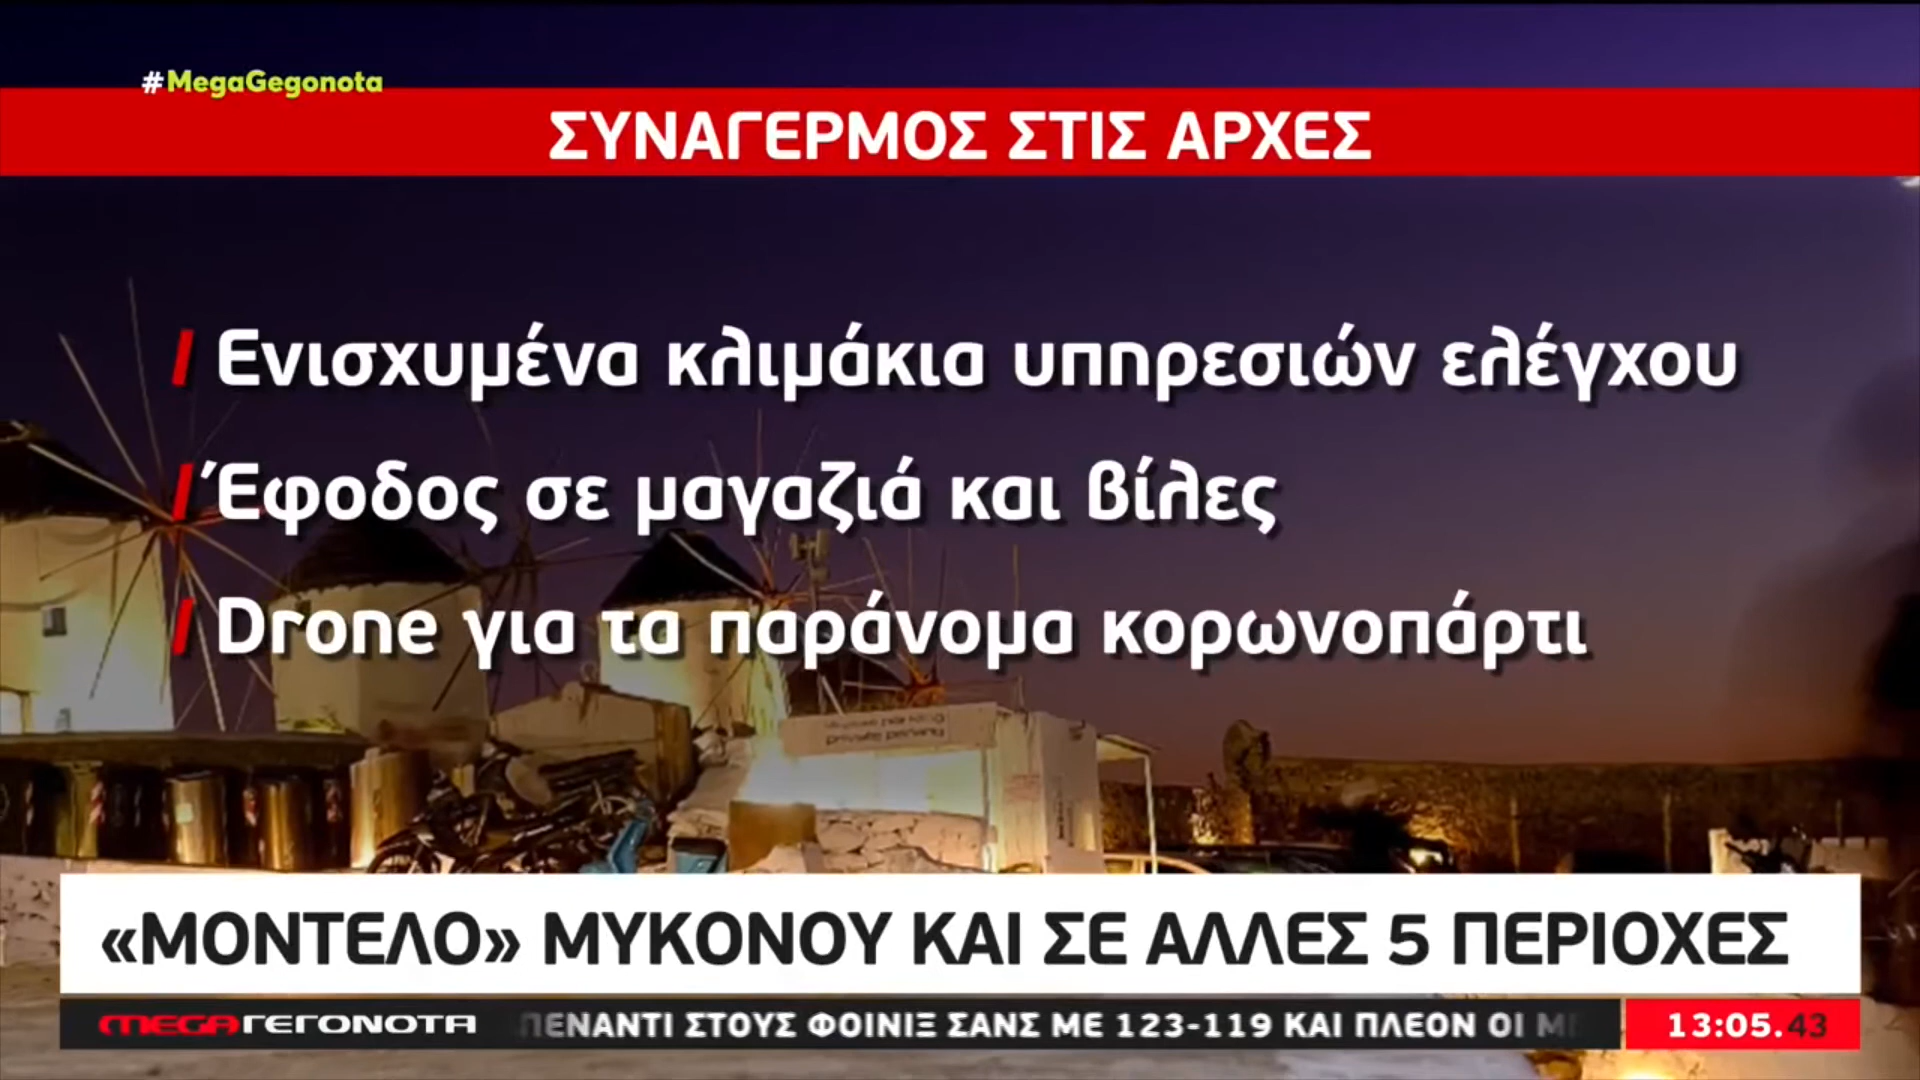 #MegaGegonota
ΣΥΝΑΓΕΡΜΟΣ ΣΤΙΣ ΑΡΧΕΣ
/ Ενισχυμένα κλιμάκια υπηρεσιών ελέγχου
/ Έφοδος σε μαγαζιά και βίλες
/ Drone για τα παράνομα κορωνοπάρτι
«ΜΟΝΤΕΛΟ» ΜΥΚΟΝΟΥ ΚΑΙ ΣΕ ΑΛΛΕΣ 5 ΠΕΡΙΟΧΕΣ
MEGA ΓΕΓΟΝΟΤΑ ΠΕΝΑΝΤΙ ΣΤΟΥΣ ΦΟΙΝΙΞ ΣΑΝΣ ΜΕ 123-119 ΚΑΙ ΠΛΕΟΝ ΟΙ 13:05.43